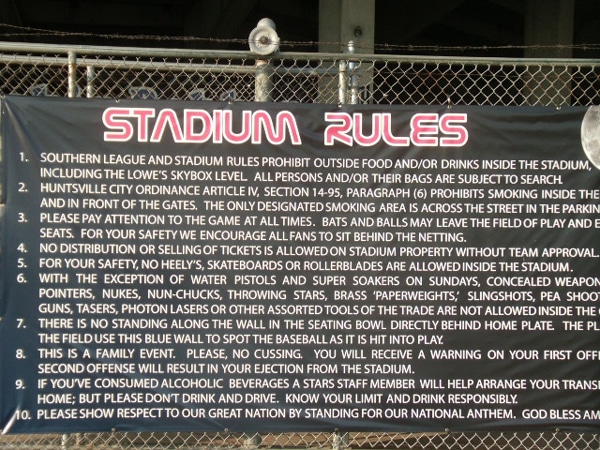 STADIUM RULES
1. SOUTHERN LEAGUE AND STADIUM RULES PROHIBIT OUTSIDE FOOD AND/OR DRINKS INSIDE THE STADIUM,
INCLUDING THE LOWE'S SKYBOX LEVEL. ALL PERSONS AND/OR THEIR BAGS ARE SUBJECT TO SEARCH.
2. HUNTSVILLE CITY ORDINANCE ARTICLE IV, SECTION 14-95, PARAGRAPH (6) PROHIBITS SMOKING INSIDE THE
AND IN FRONT OF THE GATES. THE ONLY DESIGNATED SMOKING AREA IS ACROSS THE STREET IN THE PARKIN
3. PLEASE PAY ATTENTION TO THE GAME AT ALL TIMES. BATS AND BALLS MAY LEAVE THE FIELD OF PLAY AND E
SEATS. FOR YOUR SAFETY WE ENCOURAGE ALL FANS TO SIT BEHIND THE NETTING.
4. NO DISTRIBUTION OR SELLING OF TICKETS IS ALLOWED ON STADIUM PROPERTY WITHOUT TEAM APPROVAL.
5. FOR YOUR SAFETY, NO HEELY'S, SKATEBOARDS OR ROLLERBLADES ARE ALLOWED INSIDE THE STADIUM.
6. WITH THE EXCEPTION OF WATER PISTOLS AND SUPER SOAKERS ON SUNDAYS, CONCEALED WEAPON
POINTERS, NUKES, NUN-CHUCKS, THROWING STARS, BRASS 'PAPERWEIGHTS,' SLINGSHOTS, PEA SHOOT
GUNS, TASERS, PHOTON LASERS OR OTHER ASSORTED TOOLS OF THE TRADE ARE NOT ALLOWED INSIDE THE
7. THERE IS NO STANDING ALONG THE WALL IN THE SEATING BOWL DIRECTLY BEHIND HOME PLATE. THE PL
THE FIELD USE THIS BLUE WALL TO SPOT THE BASEBALL AS IT IS HIT INTO PLAY.
8. THIS IS A FAMILY EVENT. PLEASE, NO CUSSING. YOU WILL RECEIVE A WARNING ON YOUR FIRST OFF
SECOND OFFENSE WILL RESULT IN YOUR EJECTION FROM THE STADIUM.
9. IF YOU'VE CONSUMED ALCOHOLIC BEVERAGES A STARS STAFF MEMBER WILL HELP ARRANGE YOUR TRANS
HOME; BUT PLEASE DON'T DRINK AND DRIVE. KNOW YOUR LIMIT AND DRINK RESPONSIBLY.
10. PLEASE SHOW RESPECT TO OUR GREAT NATION BY STANDING FOR OUR NATIONAL ANTHEM. GOD BLESS AM